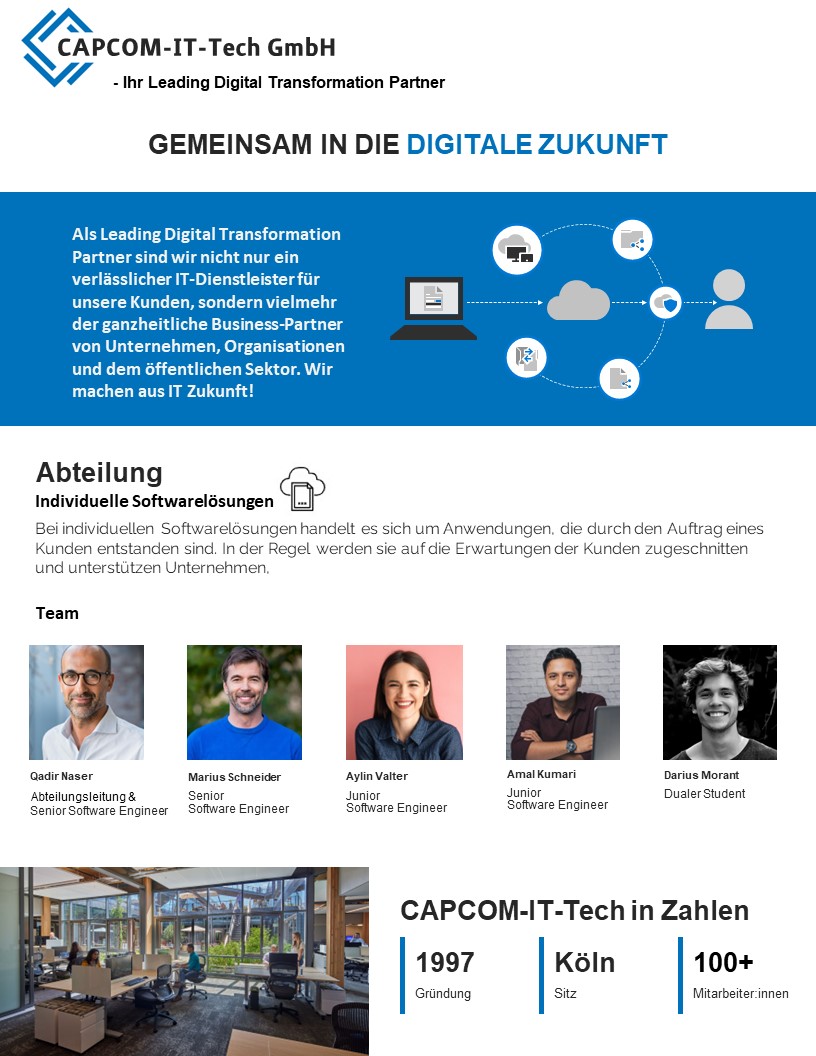 CAPCOM-IT-Tech GmbH
- Ihr Leading Digital Transformation Partner
GEMEINSAM IN DIE DIGITALE ZUKUNFT
Als Leading Digital Transformation
Partner sind wir nicht nur ein
verlässlicher IT-Dienstleister für
unsere Kunden, sondern vielmehr
der ganzheitliche Business-Partner
von Unternehmen, Organisationen
und dem öffentlichen Sektor. Wir
machen aus IT Zukunft!
Abteilung
Individuelle Softwarelösungen
Bei individuellen Softwarelösungen handelt es sich um Anwendungen, die durch den Auftrag eines
Kunden entstanden sind. In der Regel werden sie auf die Erwartungen der Kunden zugeschnitten
und unterstützen Unternehmen,
Team
Qadir Naser
Abteilungsleitung &
Senior Software Engineer
Marius Schneider
Senior
Software Engineer
Aylin Valter
Junior
Software Engineer
Amal Kumari
Junior
Software Engineer
Darius Morant
Dualer Student
CAPCOM-IT-Tech in Zahlen
1997
Gründung
Köln
Sitz
100+
Mitarbeiter:innen